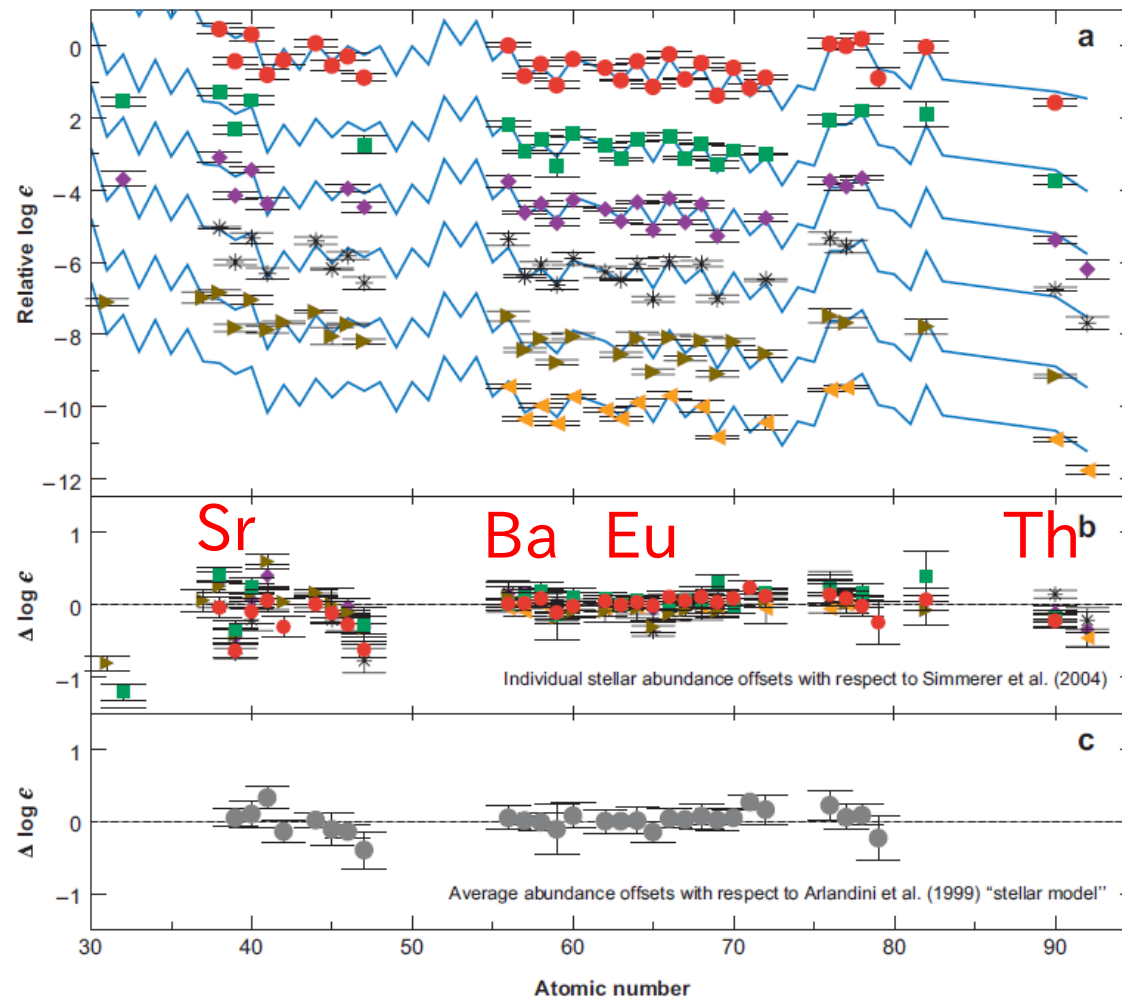 a
0
2
−4
−6
−8
−10
−12
Relative log ϵ
Sr Ba Eu Th
b
1
0
−1
Δ log ϵ
Individual stellar abundance offsets with respect to Simmerer et al. (2004)
c
1
0
−1
Δ log ϵ
Average abundance offsets with respect to Arlandini et al. (1999) “stellar model’’
30 40 50 60 70 80 90
Atomic number